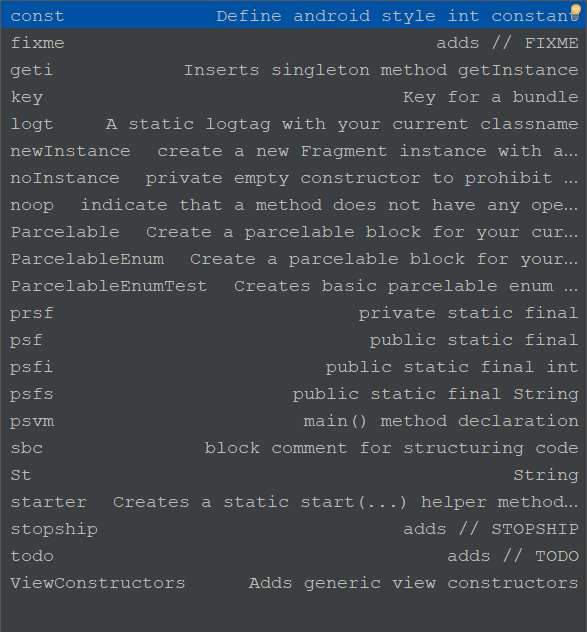 const Define android style int constant
fixme adds // FIXME
geti Inserts singleton method getInstance
key Key for a bundle
logt A static logtag with your current classname
newInstance create a new Fragment instance with a…
noInstance private empty constructor to prohibit …
noop indicate that a method does not have any ope…
Parcelable Create a parcelable block for your cur…
ParcelableEnum Create a parcelable block for your…
ParcelableEnumTest Creates basic parcelable enum …
prsf private static final
psf public static final
psfi public static final int
psfs public static final String
psvm main() method declaration
sbc block comment for structuring code
St String
starter Creates a static start(...) helper method…
stopship adds // STOPSHIP
todo adds // TODO
ViewConstructors Adds generic view constructors